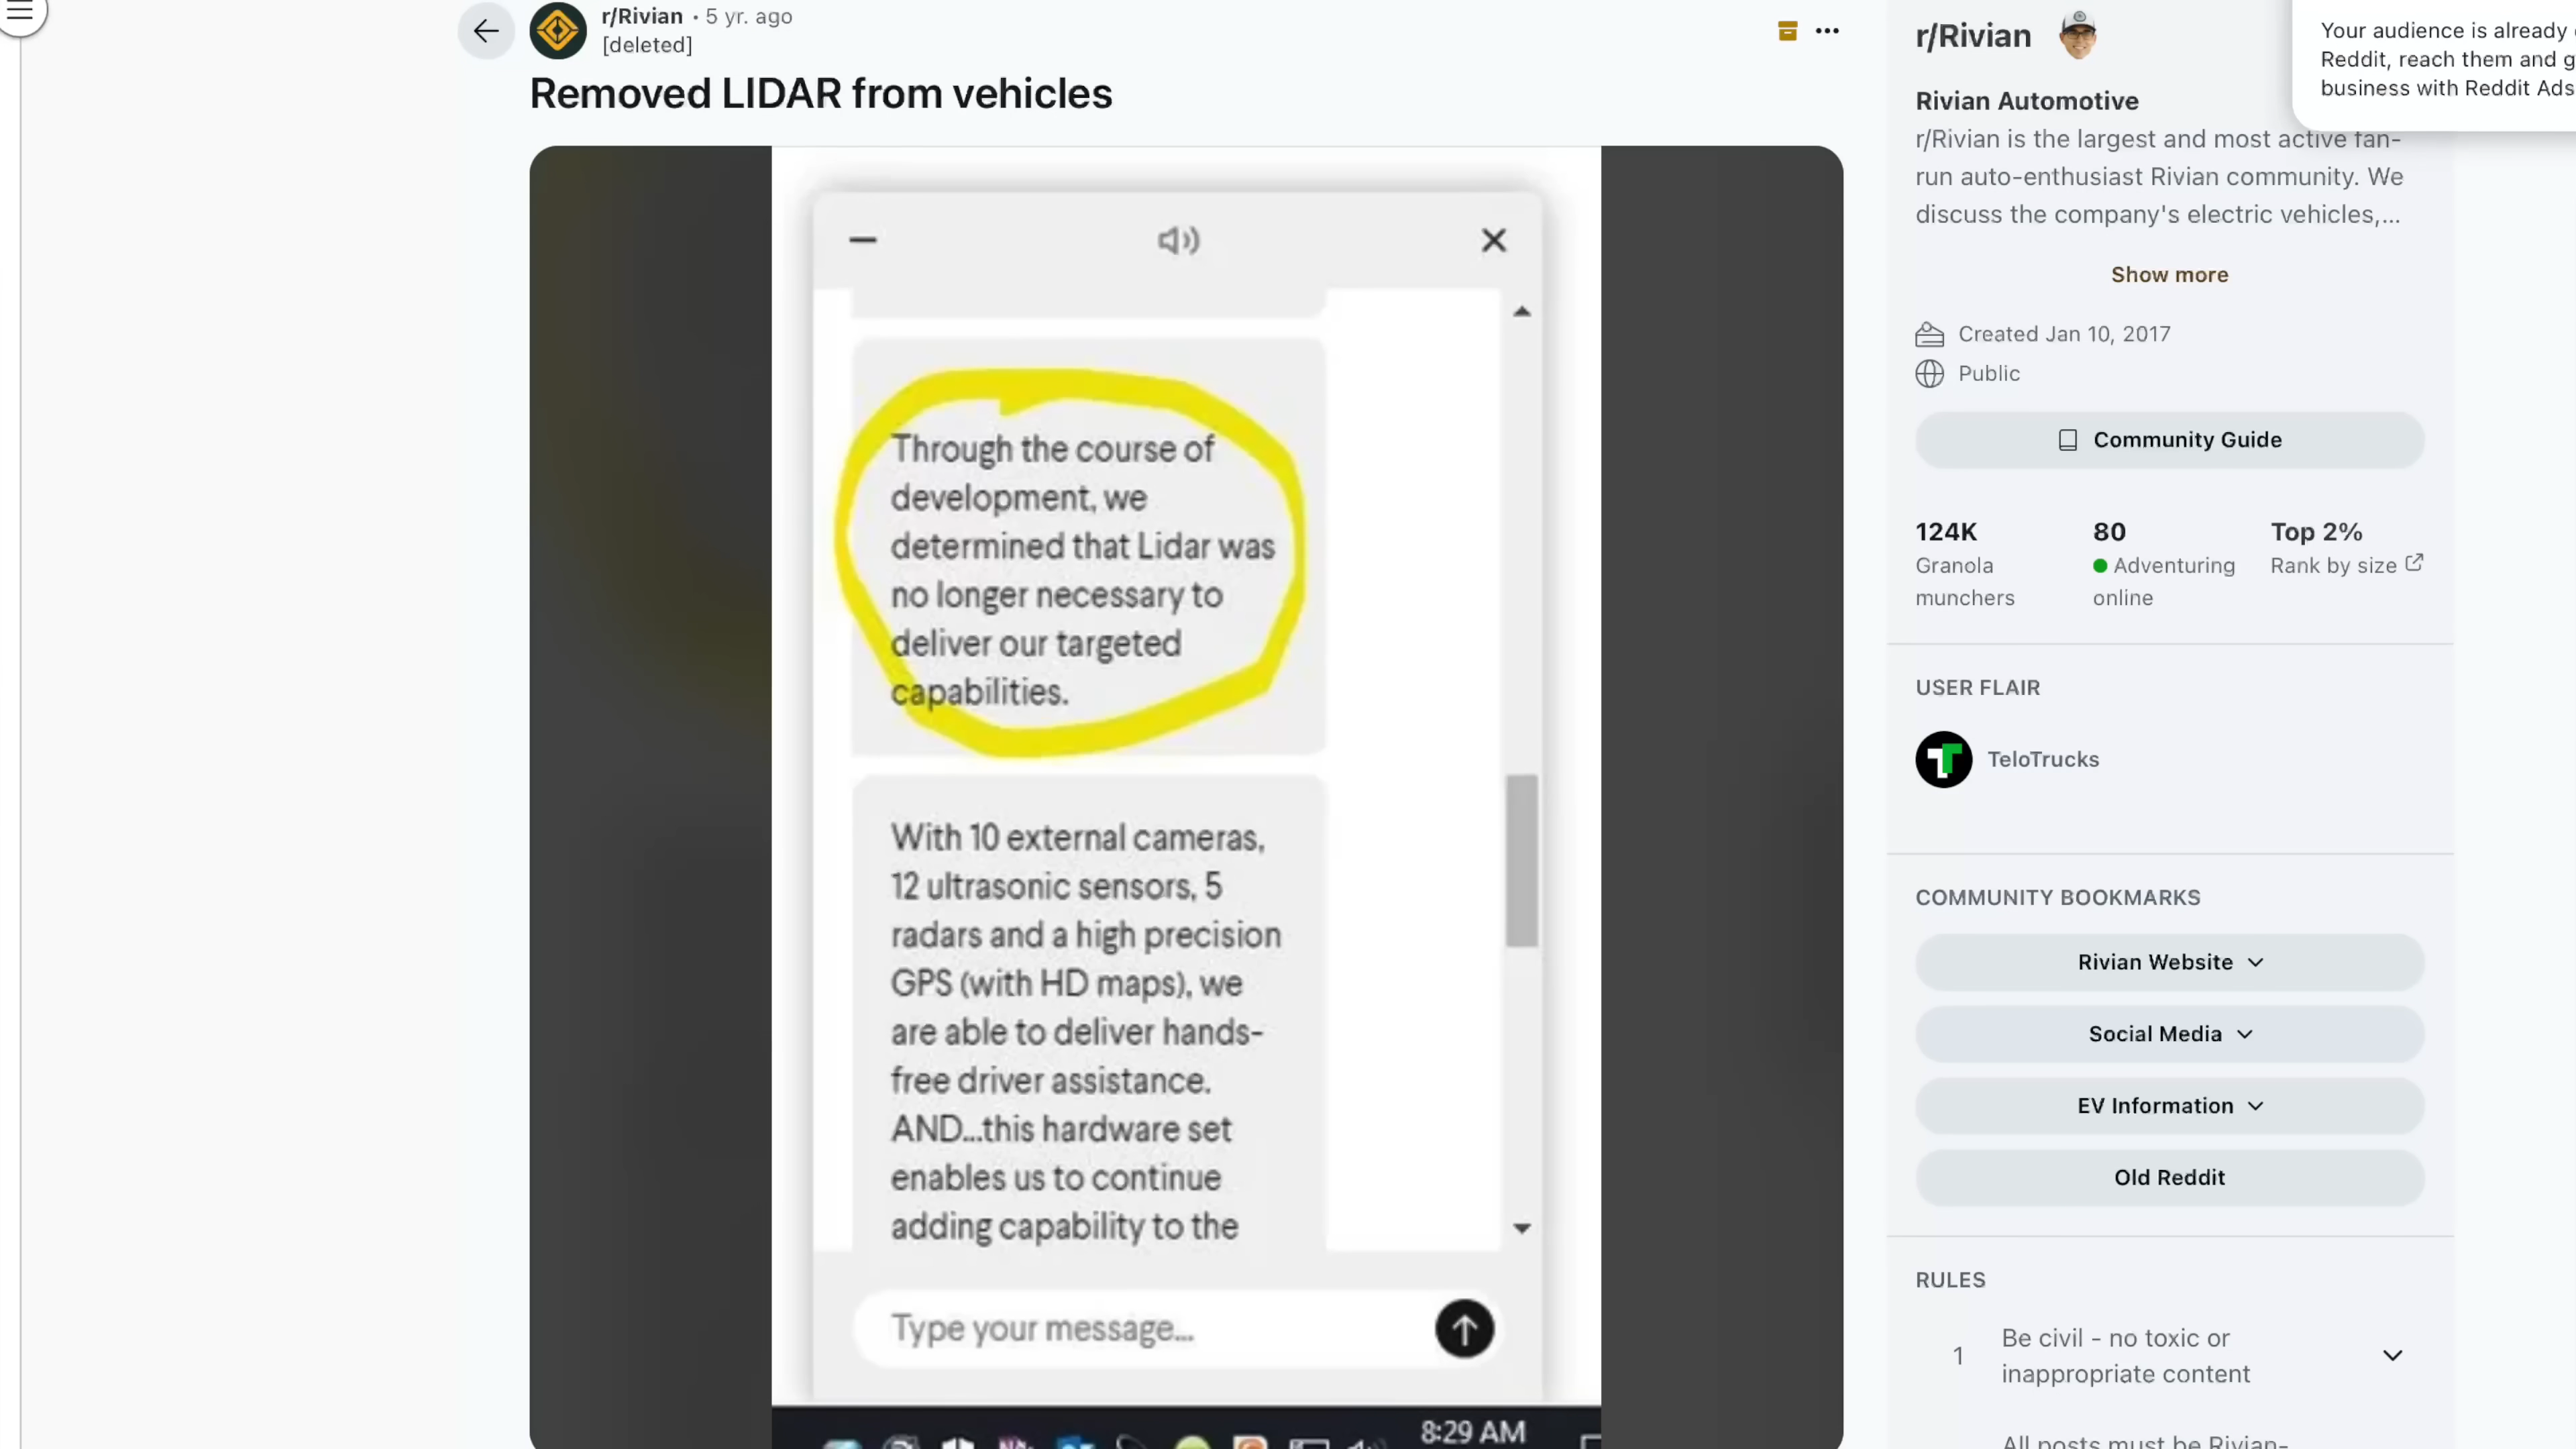 r/Rivian • 5 yr. ago
[deleted]
Removed LIDAR from vehicles
Through the course of
development, we
determined that Lidar was
no longer necessary to
deliver our targeted
capabilities.
With 10 external cameras,
12 ultrasonic sensors, 5
radars and a high precision
GPS (with HD maps), we
are able to deliver hands-
free driver assistance.
AND...this hardware set
enables us to continue
adding capability to the
Type your message...
8:29 AM
r/Rivian
Your audience is already
Reddit, reach them and g
business with Reddit Ads
Rivian Automotive
r/Rivian is the largest and most active fan-
run auto-enthusiast Rivian community. We
discuss the company's electric vehicles,...
Show more
Created Jan 10, 2017
Public
Community Guide
124K 80 Top 2%
Granola Adventuring Rank by size
munchers online
USER FLAIR
TeloTrucks
COMMUNITY BOOKMARKS
Rivian Website
Social Media
EV Information
Old Reddit
RULES
1 Be civil - no toxic or
inappropriate content
All posts must be Rivian-